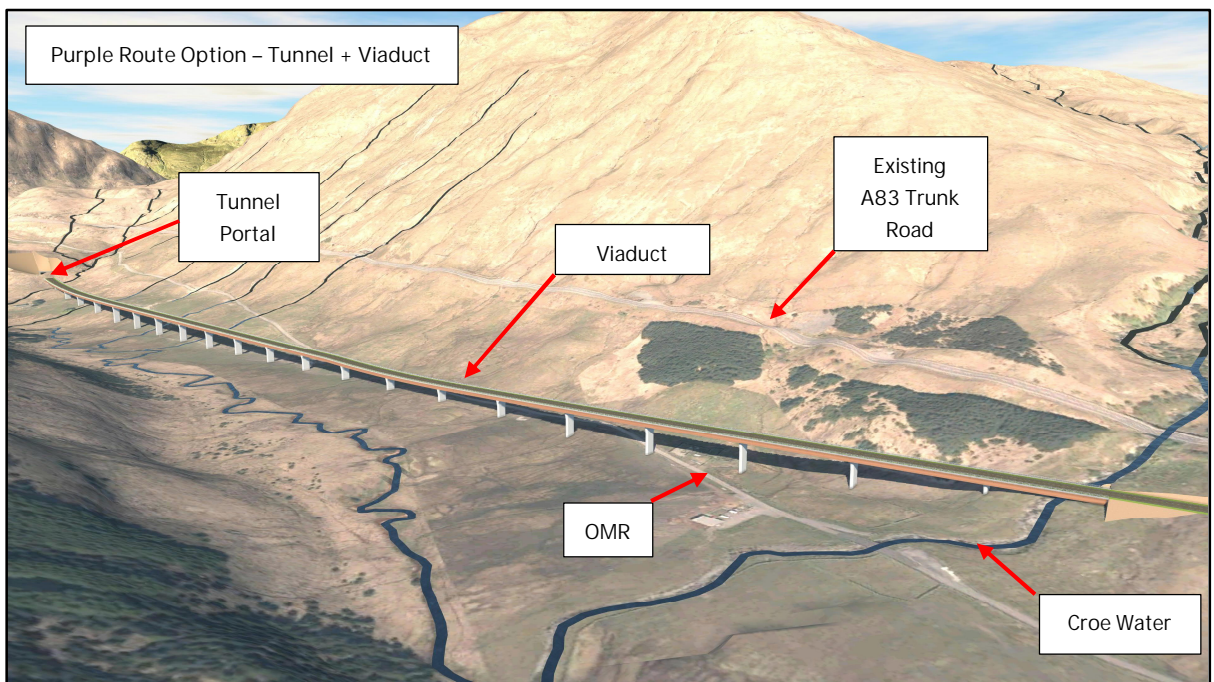 Purple Route Option – Tunnel + Viaduct
Existing
A83 Trunk
Road
Tunnel
Portal
Viaduct
OMR
Croe Water